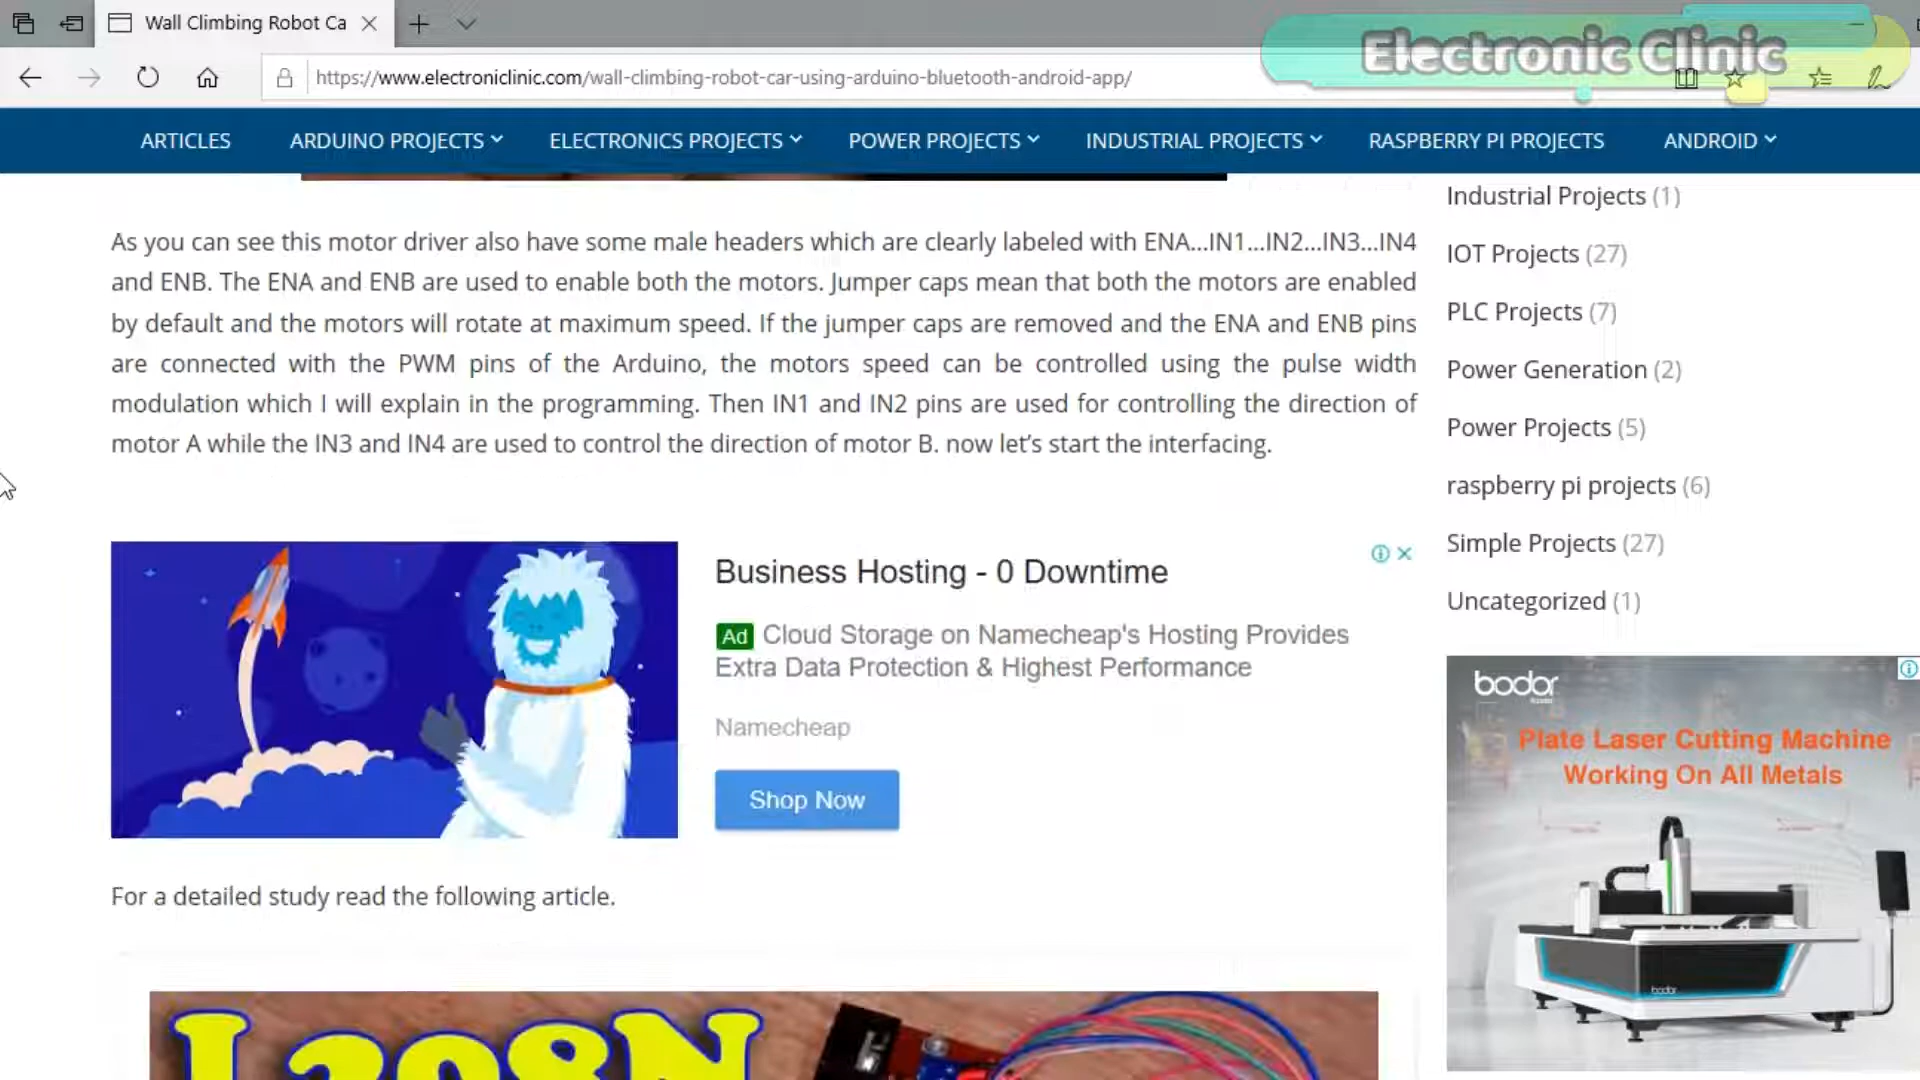 Wall Climbing Robot Ca
Electronic Clinic
https://www.electroniclinic.com/wall-climbing-robot-car-using-arduino-bluetooth-android-app/
ARTICLES ARDUINO PROJECTS ELECTRONICS PROJECTS POWER PROJECTS INDUSTRIAL PROJECTS RASPBERRY PI PROJECTS ANDROID
As you can see this motor driver also have some male headers which are clearly labeled with ENA...IN1...IN2...IN3...IN4
and ENB. The ENA and ENB are used to enable both the motors. Jumper caps mean that both the motors are enabled
by default and the motors will rotate at maximum speed. If the jumper caps are removed and the ENA and ENB pins
are connected with the PWM pins of the Arduino, the motors speed can be controlled using the pulse width
modulation which I will explain in the programming. Then IN1 and IN2 pins are used for controlling the direction of
motor A while the IN3 and IN4 are used to control the direction of motor B. now let’s start the interfacing.
Business Hosting - 0 Downtime
Ad Cloud Storage on Namecheap's Hosting Provides
Extra Data Protection & Highest Performance
Namecheap
Shop Now
For a detailed study read the following article.
L298N
Industrial Projects (1)
IOT Projects (27)
PLC Projects (7)
Power Generation (2)
Power Projects (5)
raspberry pi projects (6)
Simple Projects (27)
Uncategorized (1)
bodor
Plate Laser Cutting Machine
Working On All Metals
bodor